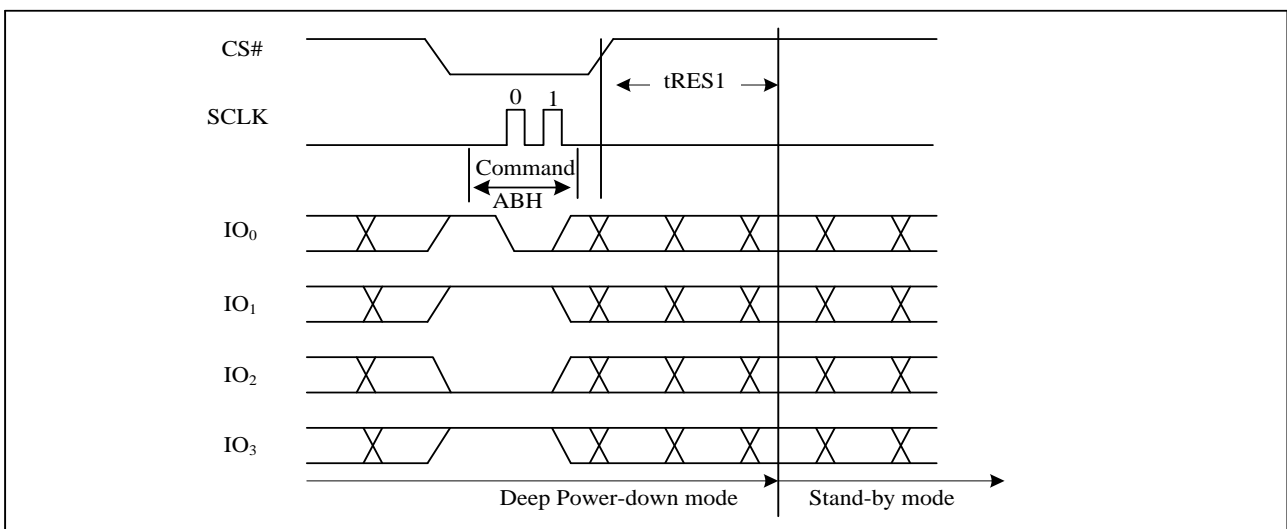 CS#
tRES1
0 1
SCLK
Command
ABH
IO₀
IO₁
IO₂
IO₃
Deep Power-down mode Stand-by mode